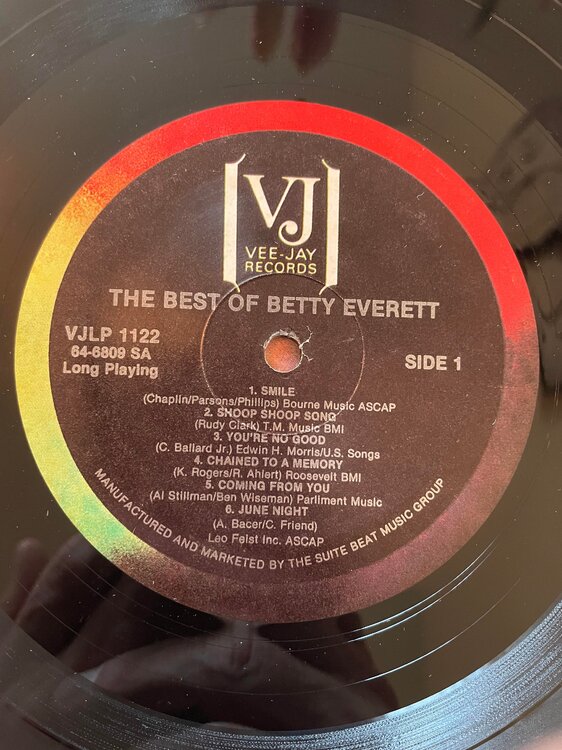 VJ
VEE-JAY
RECORDS
THE BEST OF BETTY EVERETT
VJLP 1122
64-6809 SA
Long Playing
SIDE 1
1. SMILE
(Chaplin/Parsons/Phillips) Bourne Music ASCAP
2. SHOOP SHOOP SONG
(Rudy Clark) T.M. Music BMI
3. YOU'RE NO GOOD
(C. Ballard Jr.) Edwin H. Morris/U.S. Songs
4. CHAINED TO A MEMORY
(K. Rogers/R. Ahlert) Roosevelt BMI
5. COMING FROM YOU
(Al Stillman/Ben Wiseman) Parliment Music
6. JUNE NIGHT
(A. Bacer/C. Friend)
Leo Feist Inc. ASCAP
MANUFACTURED AND MARKETED BY THE SUITE BEAT MUSIC GROUP